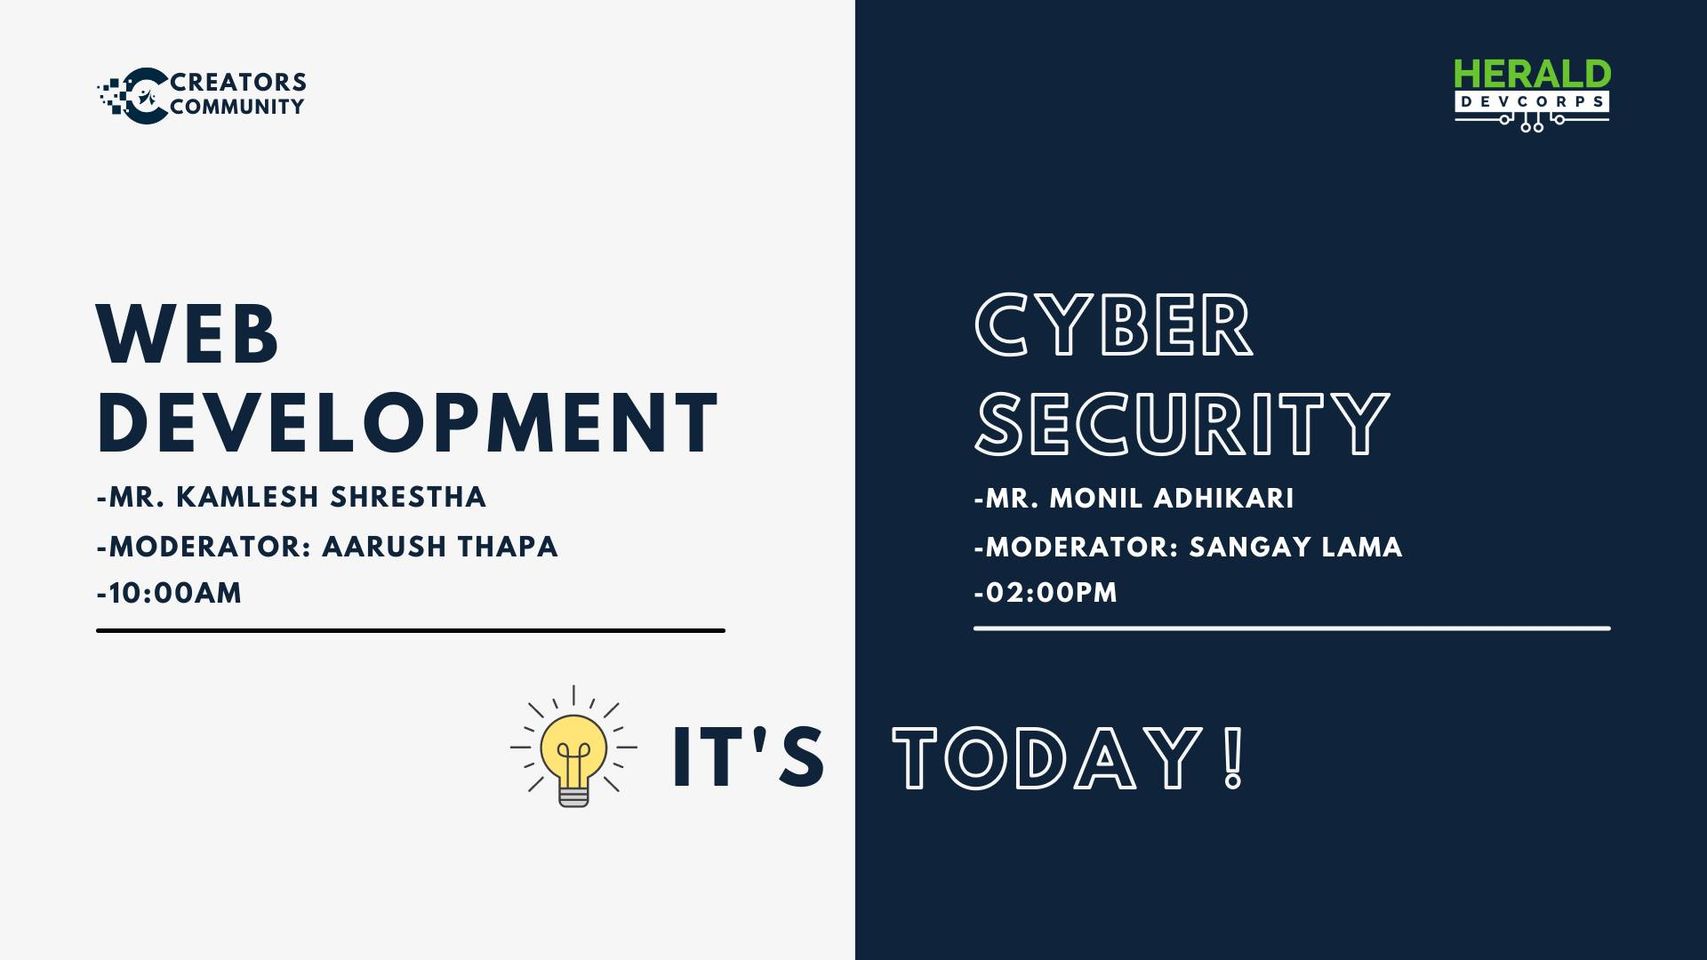 CREATORS
COMMUNITY
HERALD
DEVCORPS
WEB
DEVELOPMENT
-MR. KAMLESH SHRESTHA
-MODERATOR: AARUSH THAPA
-10:00AM
CYBER
SECURITY
-MR. MONIL ADHIKARI
-MODERATOR: SANGAY LAMA
-02:00PM
IT'S TODAY!